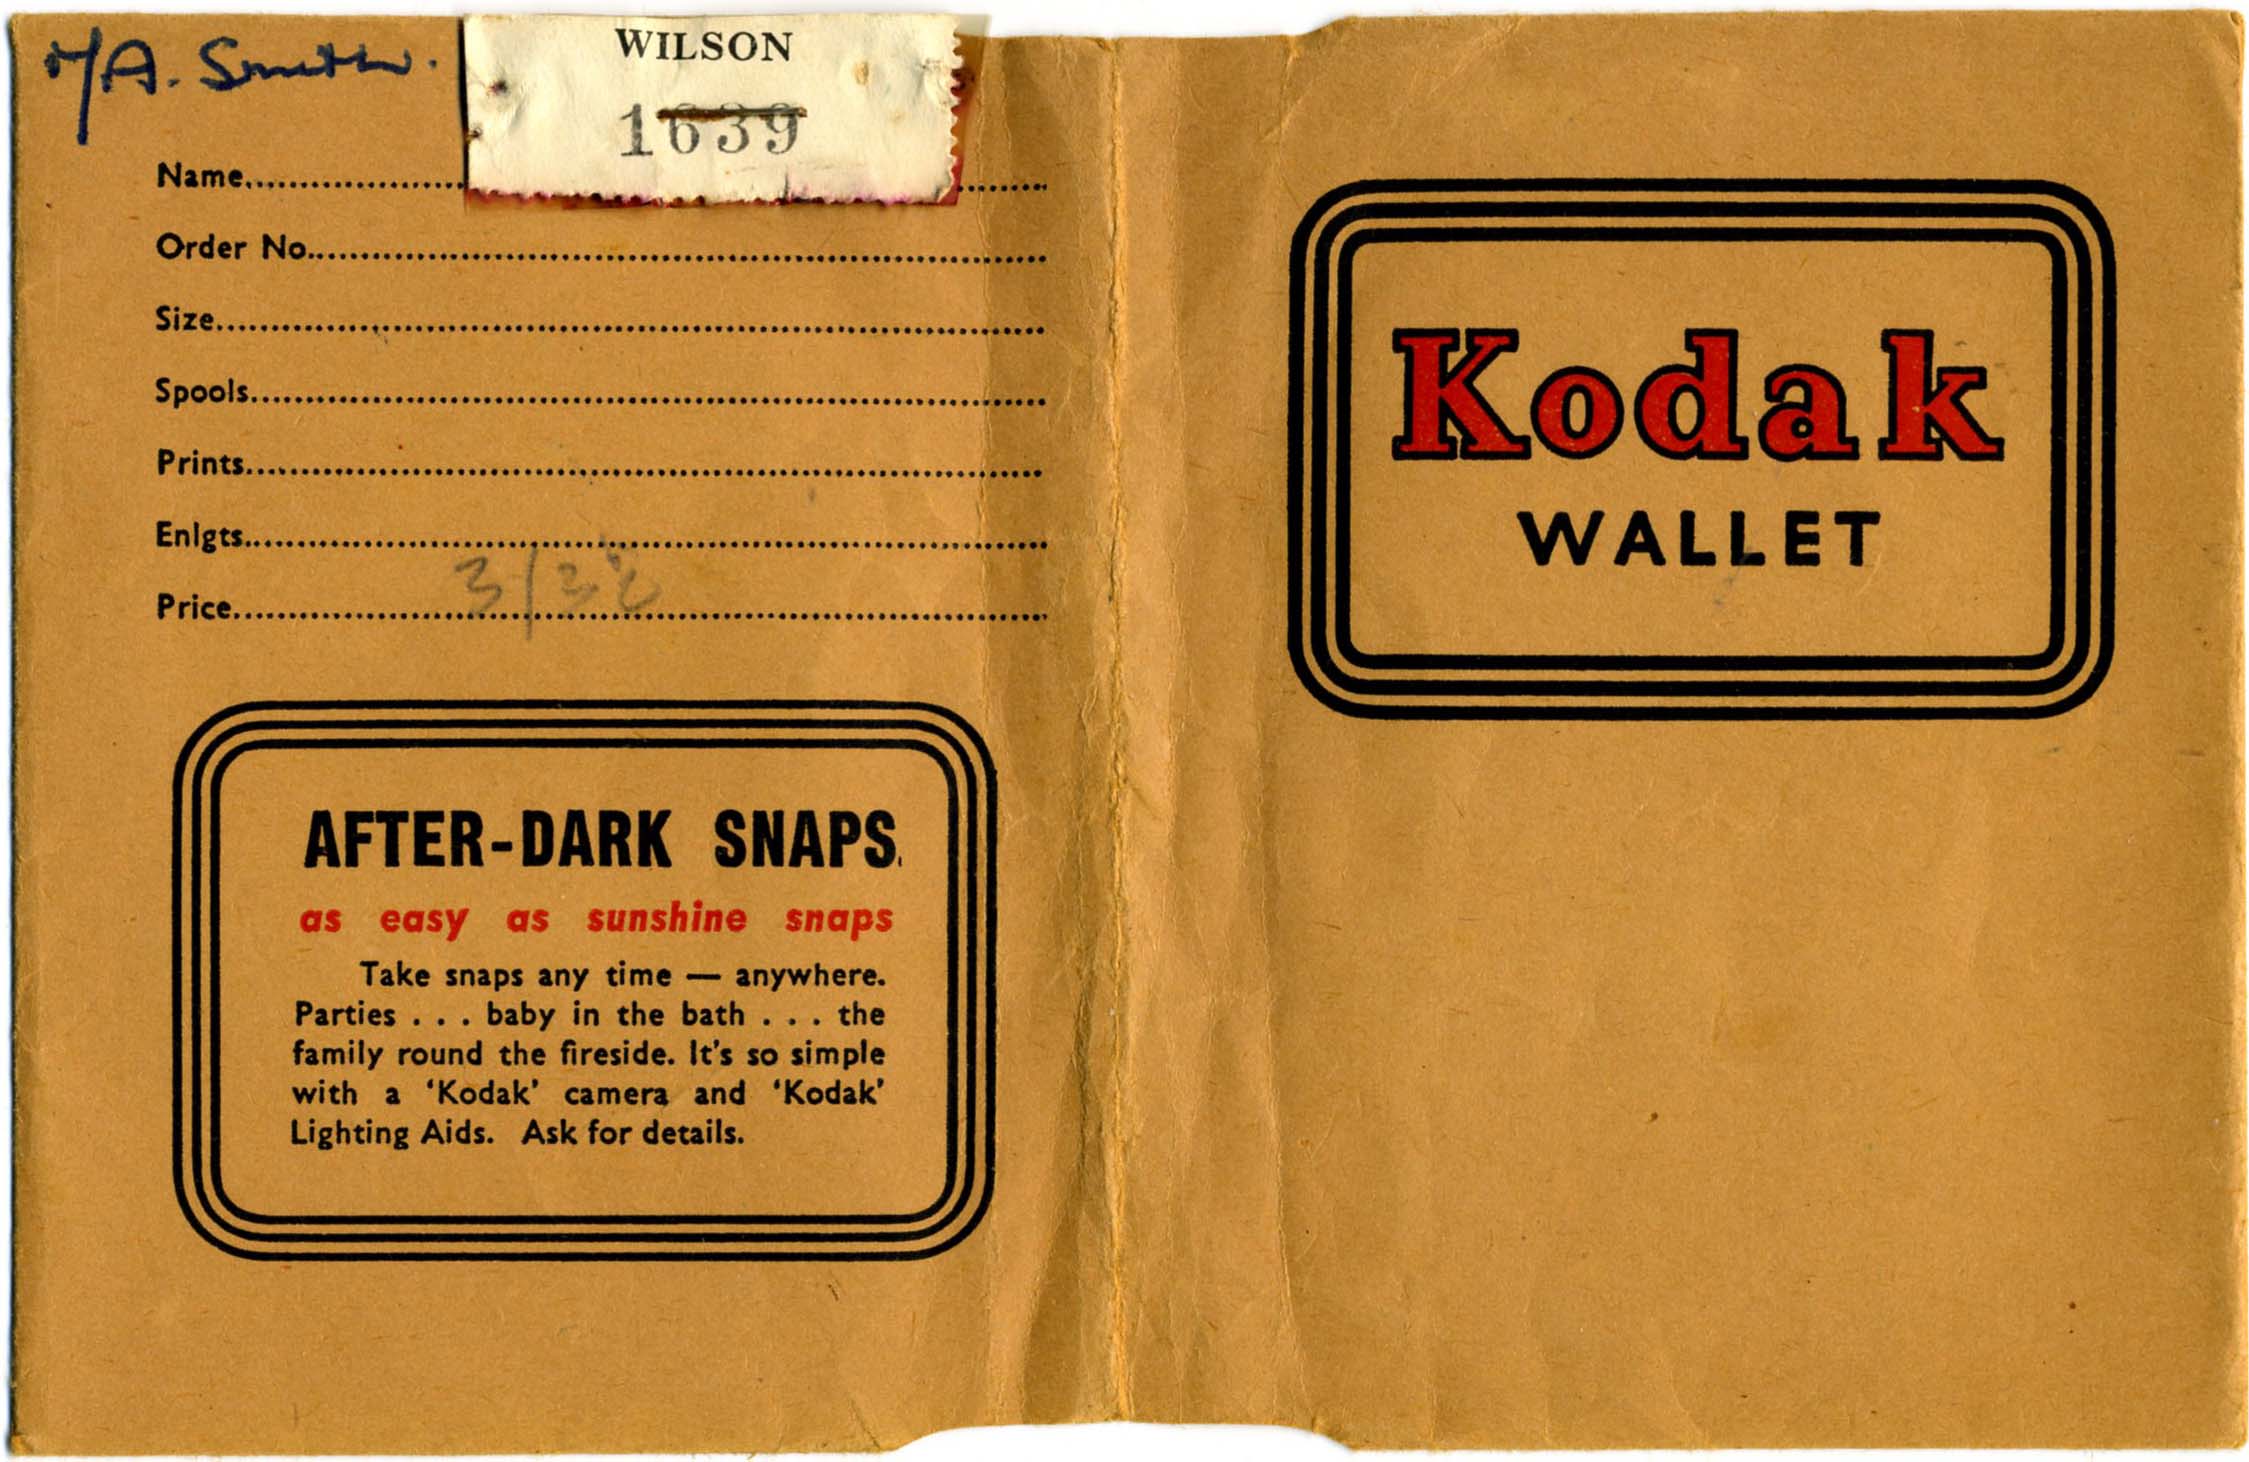 A. Smith.
WILSON
1639
Name
Order No.
Size
Spools
Prints
Enlgts
Price
AFTER-DARK SNAPS
as easy as sunshine snaps
Take snaps any time — anywhere.
Parties . . . baby in the bath . . . the
family round the fireside. It's so simple
with a ‘Kodak’ camera and ‘Kodak’
Lighting Aids. Ask for details.
Kodak
WALLET